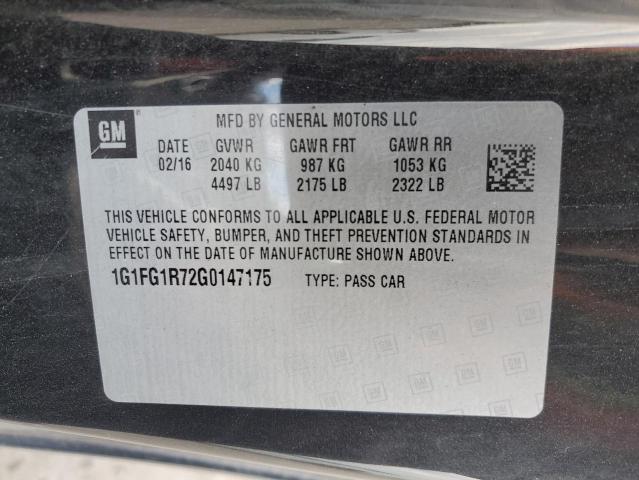 GM
MFD BY GENERAL MOTORS LLC
DATE GVWR GAWR FRT GAWR RR
02/16 2040 KG 987 KG 1053 KG
4497 LB 2175 LB 2322 LB
THIS VEHICLE CONFORMS TO ALL APPLICABLE U.S. FEDERAL MOTOR
VEHICLE SAFETY, BUMPER, AND THEFT PREVENTION STANDARDS IN
EFFECT ON THE DATE OF MANUFACTURE SHOWN ABOVE.
1G1FG1R72G0147175 TYPE: PASS CAR